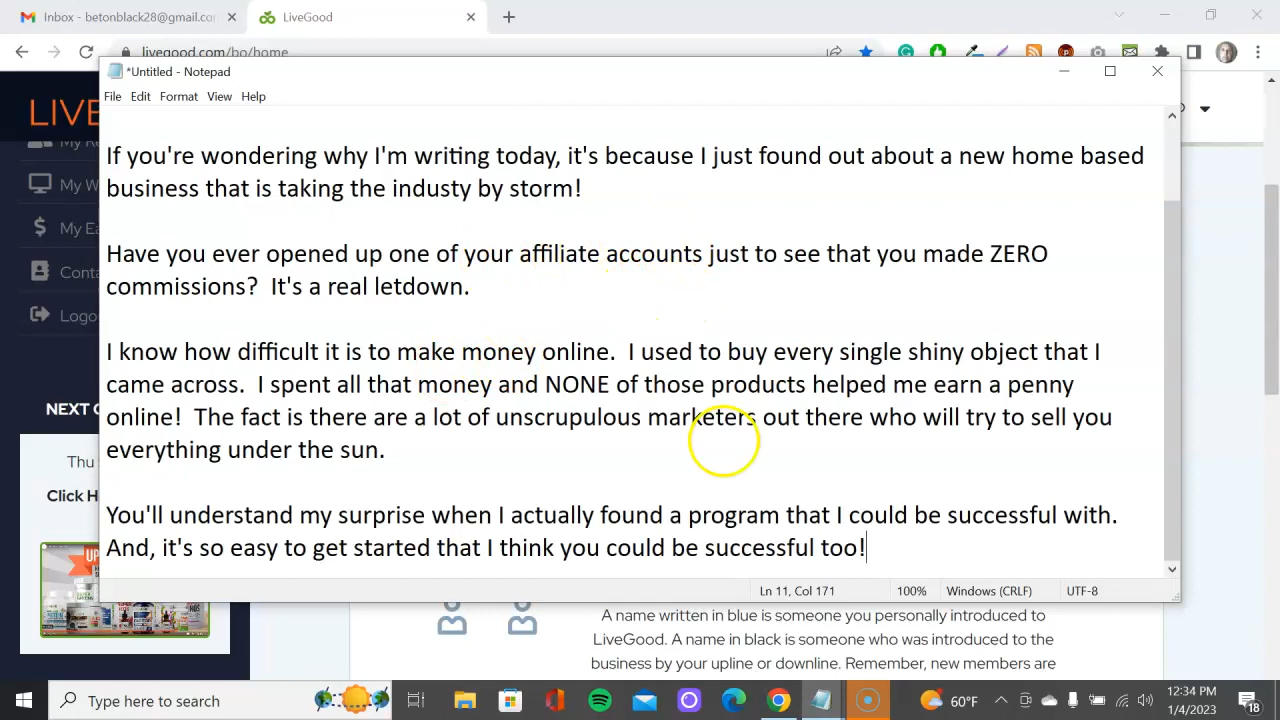 Inbox - betonblack28@gmail.co
LiveGood
livegood.com/bo/home
*Untitled - Notepad
File Edit Format View Help
LIVE
My Re
My W
My Ea
Conta
Logo
If you're wondering why I'm writing today, it's because I just found out about a new home based
business that is taking the industy by storm!
Have you ever opened up one of your affiliate accounts just to see that you made ZERO
commissions?  It's a real letdown.
I know how difficult it is to make money online.  I used to buy every single shiny object that I
came across.  I spent all that money and NONE of those products helped me earn a penny
online!  The fact is there are a lot of unscrupulous marketers out there who will try to sell you
everything under the sun.
You'll understand my surprise when I actually found a program that I could be successful with.
And, it's so easy to get started that I think you could be successful too!
Ln 11, Col 171 100% Windows (CRLF) UTF-8
NEXT
Thu
Click H
A name written in blue is someone you personally introduced to
LiveGood. A name in black is someone who was introduced to the
business by your upline or downline. Remember, new members are
Type here to search
60°F
12:34 PM
1/4/2023
18